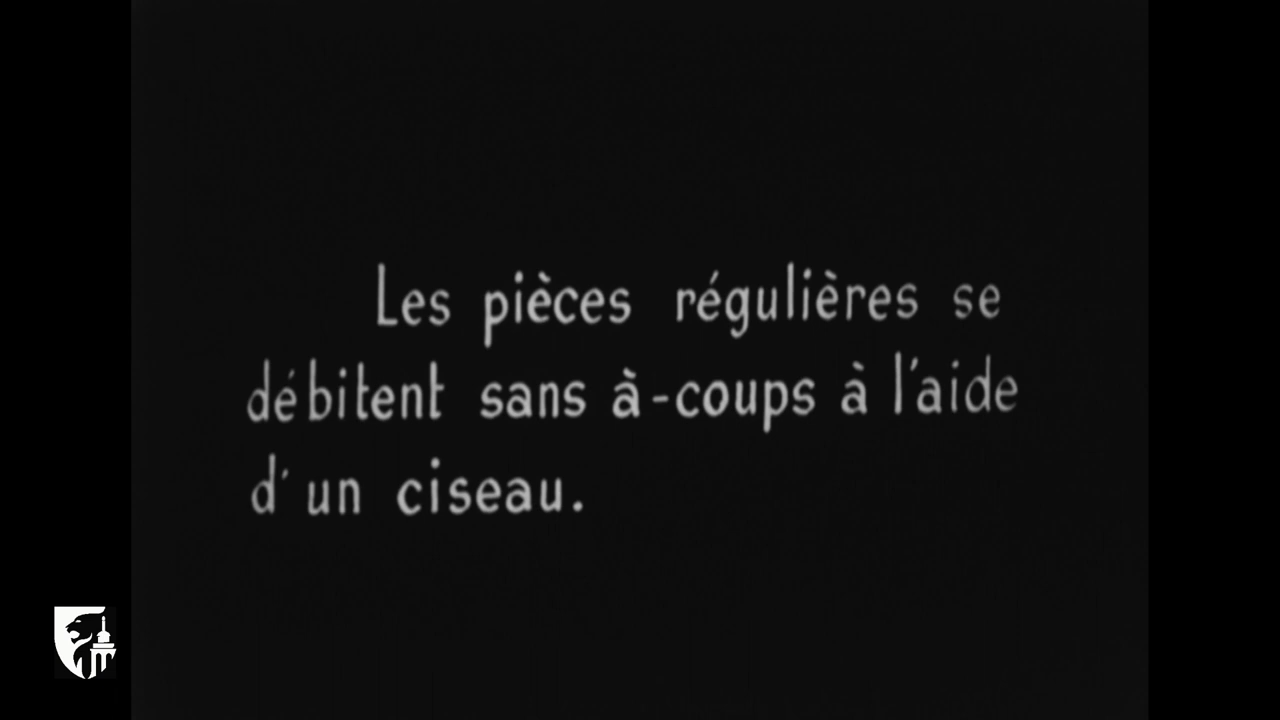 Les pièces régulières se
débitent sans à-coups à l'aide
d'un ciseau.